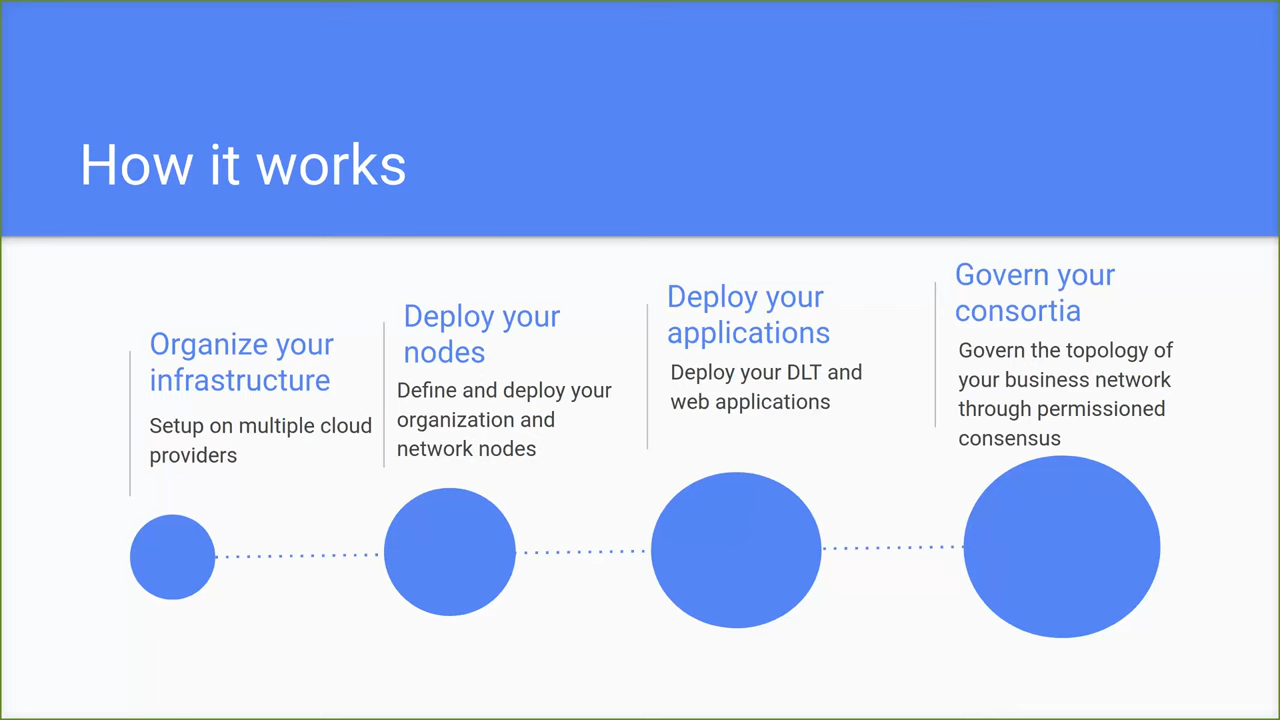 How it works
Organize your
infrastructure
Setup on multiple cloud
providers
Deploy your
nodes
Define and deploy your
organization and
network nodes
Deploy your
applications
Deploy your DLT and
web applications
Govern your
consortia
Govern the topology of
your business network
through permissioned
consensus